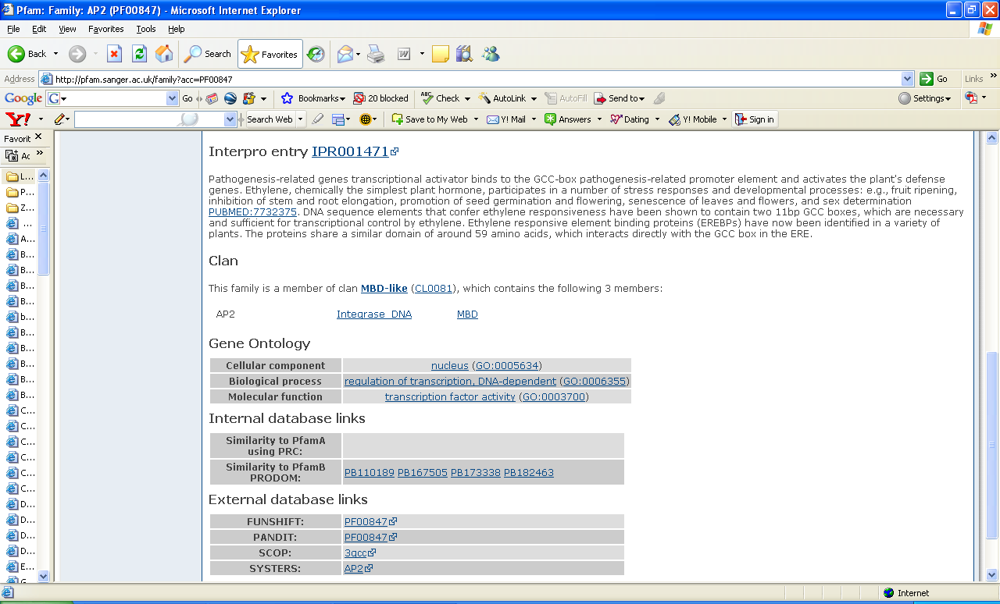 Pfam: Family: AP2 (PF00847) - Microsoft Internet Explorer
File Edit View Favorites Tools Help
Back Search Favorites
Address http://pfam.sanger.ac.uk/family?acc=PF00847 Go Links »
Google G Go Bookmarks 20 blocked ABC Check AutoLink AutoFill Send to Settings
Y! Search Web Save to My Web Y! Mail Answers Dating Y! Mobile Sign in
Favorit
Ac »
L...
P...
Z...
...
A...
B...
B...
B...
B...
B...
B...
B...
B...
B...
B...
C...
C...
C...
C...
C...
C...
D...
D...
D...
D...
E...
Interpro entry IPR001471
Pathogenesis-related genes transcriptional activator binds to the GCC-box pathogenesis-related promoter element and activates the plant's defense
genes. Ethylene, chemically the simplest plant hormone, participates in a number of stress responses and developmental processes: e.g., fruit ripening,
inhibition of stem and root elongation, promotion of seed germination and flowering, senescence of leaves and flowers, and sex determination
PUBMED:7732375. DNA sequence elements that confer ethylene responsiveness have been shown to contain two 11bp GCC boxes, which are necessary
and sufficient for transcriptional control by ethylene. Ethylene responsive element binding proteins (EREBPs) have now been identified in a variety of
plants. The proteins share a similar domain of around 59 amino acids, which interacts directly with the GCC box in the ERE.
Clan
This family is a member of clan MBD-like (CL0081), which contains the following 3 members:
AP2 Integrase_DNA MBD
Gene Ontology
Cellular component nucleus (GO:0005634)
Biological process regulation of transcription, DNA-dependent (GO:0006355)
Molecular function transcription factor activity (GO:0003700)
Internal database links
Similarity to PfamA
using PRC:
Similarity to PfamB
PRODOM: PB110189 PB167505 PB173338 PB182463
External database links
FUNSHIFT: PF00847
PANDIT: PF00847
SCOP: 3gcc
SYSTERS: AP2
Internet